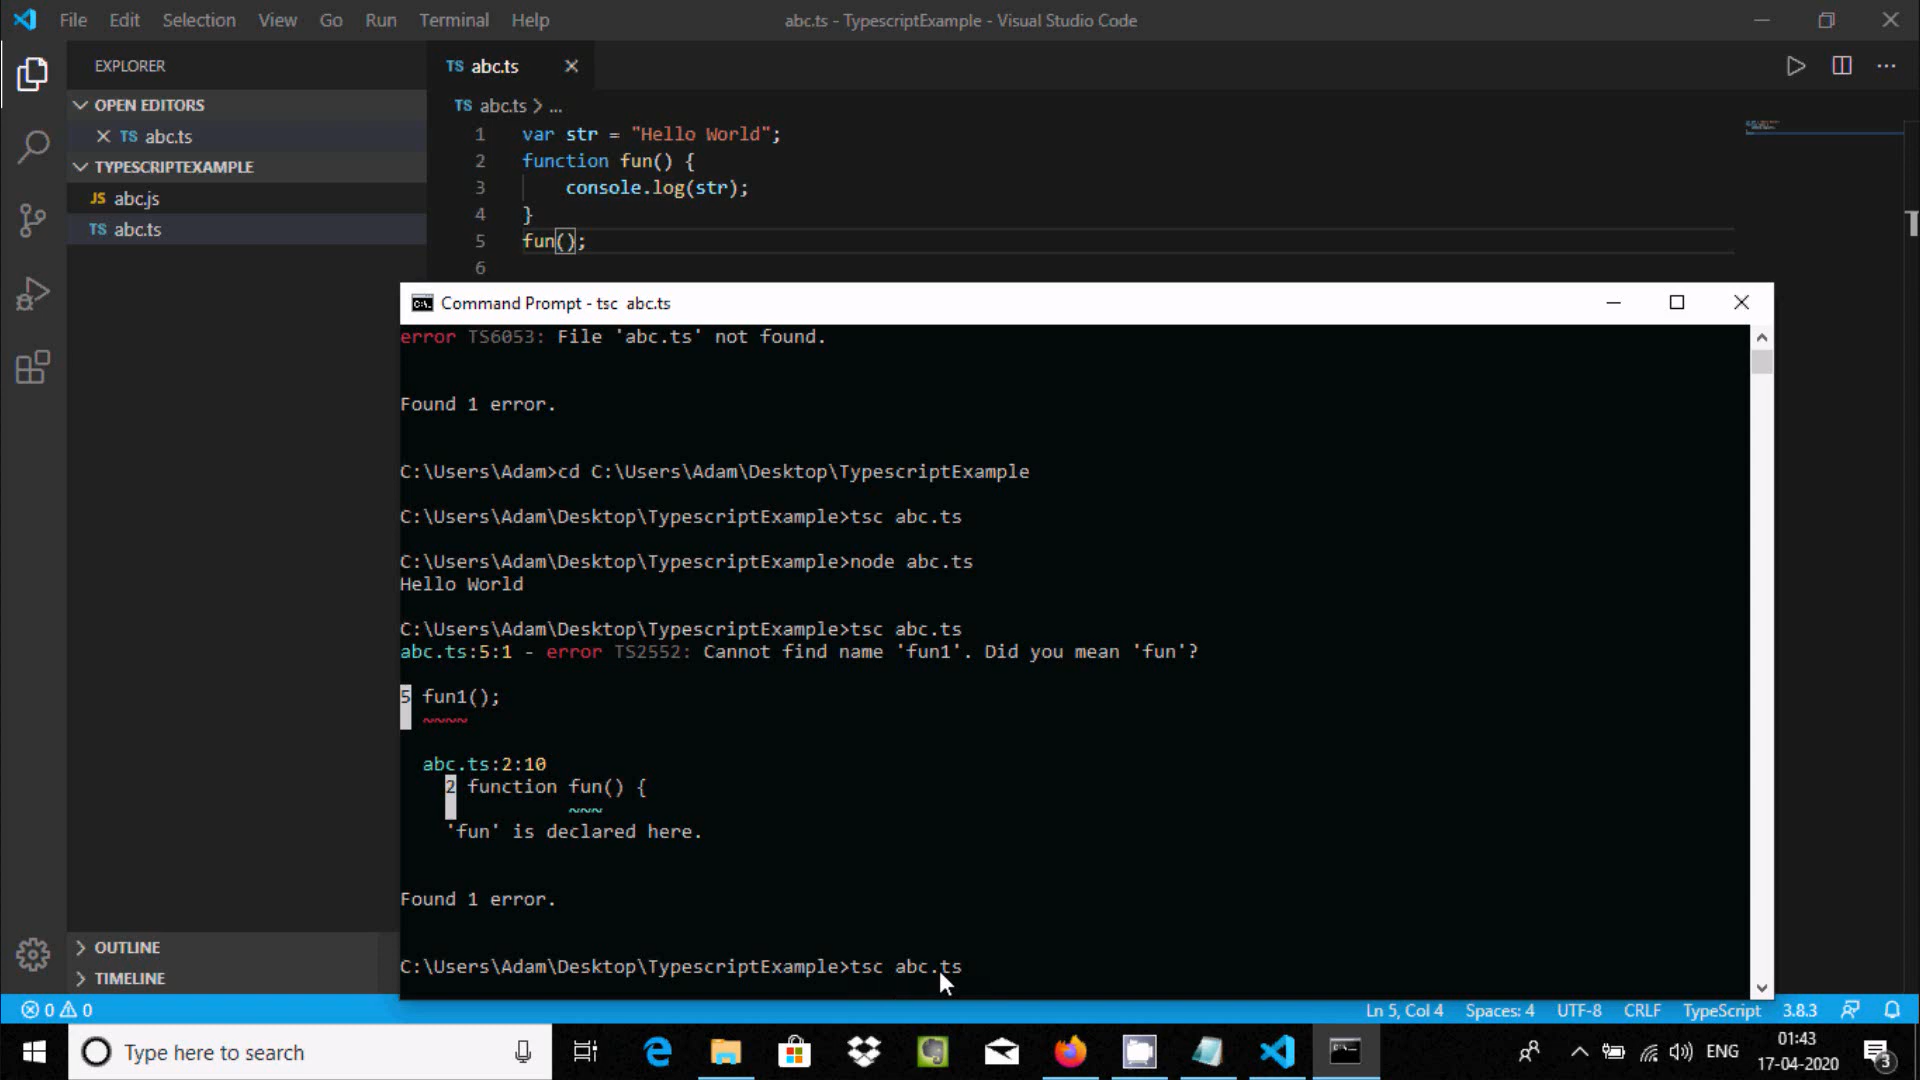 File Edit Selection View Go Run Terminal Help abc.ts - TypescriptExample - Visual Studio Code
EXPLORER
OPEN EDITORS
TS abc.ts
TYPESCRIPTEXAMPLE
JS abc.js
TS abc.ts
OUTLINE
TIMELINE
TS abc.ts
TS abc.ts > ...
1 var str = "Hello World";
2 function fun() {
3 console.log(str);
4 }
5 fun();
6
Command Prompt - tsc abc.ts
error TS6053: File 'abc.ts' not found.
Found 1 error.
C:\Users\Adam>cd C:\Users\Adam\Desktop\TypescriptExample
C:\Users\Adam\Desktop\TypescriptExample>tsc abc.ts
C:\Users\Adam\Desktop\TypescriptExample>node abc.ts
Hello World
C:\Users\Adam\Desktop\TypescriptExample>tsc abc.ts
abc.ts:5:1 - error TS2552: Cannot find name 'fun1'. Did you mean 'fun'?
5 fun1();
~~~~
abc.ts:2:10
2 function fun() {
~~~
'fun' is declared here.
Found 1 error.
C:\Users\Adam\Desktop\TypescriptExample>tsc abc.ts
0 0 Ln 5, Col 4 Spaces: 4 UTF-8 CRLF TypeScript 3.8.3
Type here to search
ENG
01:43
17-04-2020
3